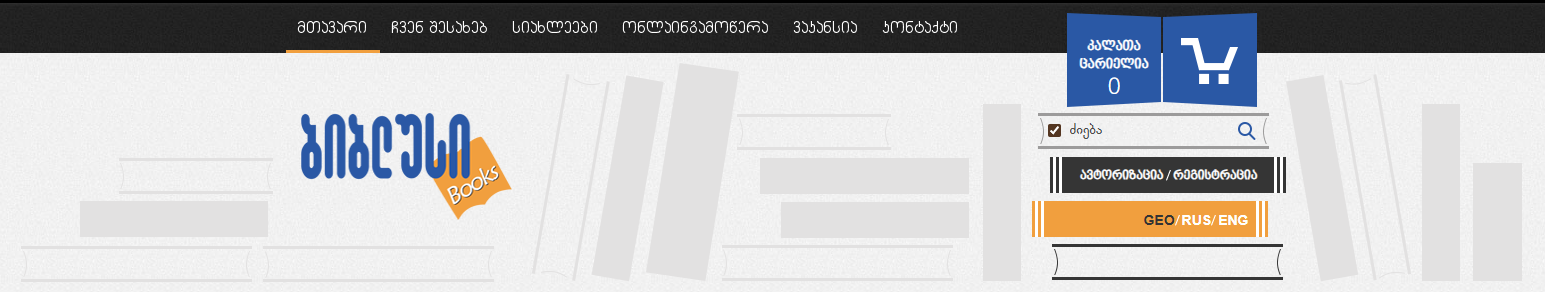 მთავარი ჩვენ შესახებ სიახლეები ონლაინგამოწერა ვაკანსია კონტაქტი
კალათა
ცარიელია
0
ბიბლუსი
Books
ძიება
ავტორიზაცია / რეგისტრაცია
GEO/RUS/ ENG